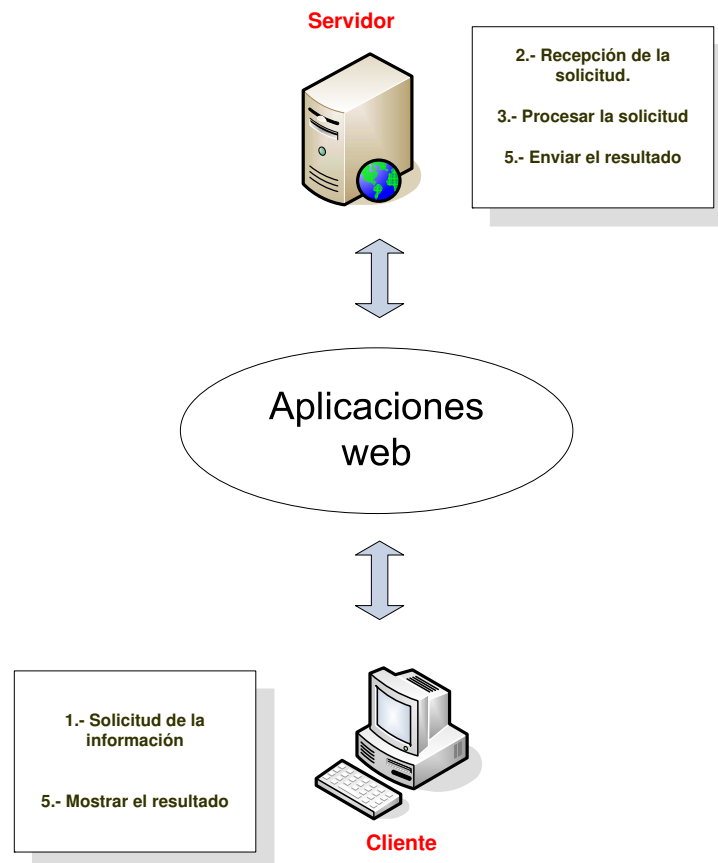 Servidor
2.- Recepción de la
solicitud.
3.- Procesar la solicitud
5.- Enviar el resultado
Aplicaciones
web
1.- Solicitud de la
información
5.- Mostrar el resultado
Cliente